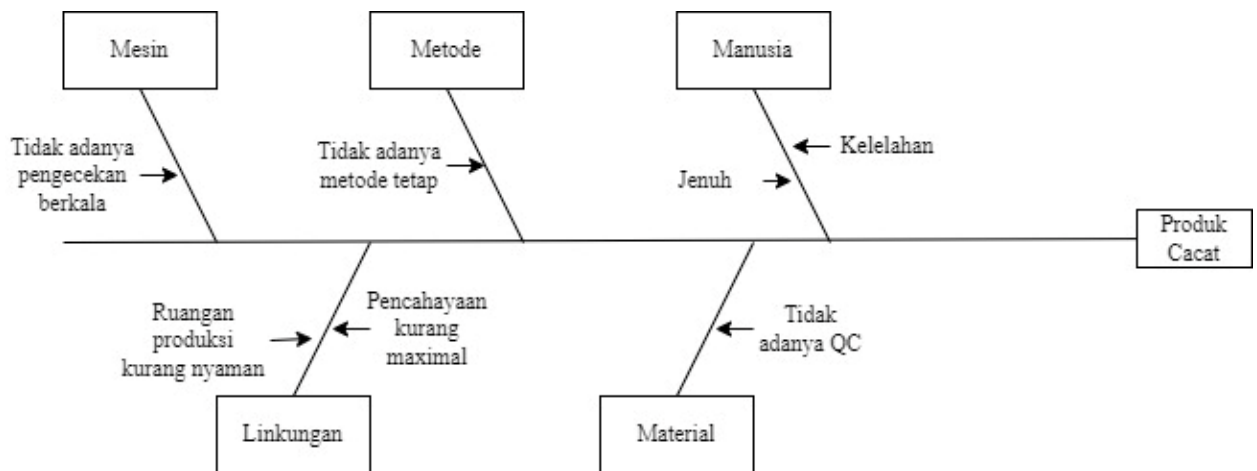 Mesin
Metode
Manusia
Tidak adanya
pengecekan
berkala
Tidak adanya
metode tetap
Kelelahan
Jenuh
Produk
Cacat
Ruangan
produksi
kurang nyaman
Pencahayaan
kurang
maximal
Tidak
adanya QC
Linkungan
Material